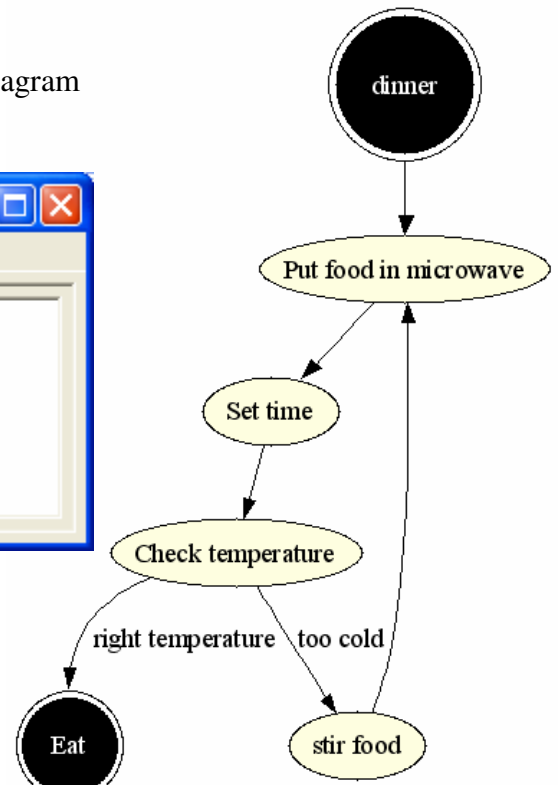 agram
dinner
Put food in microwave
Set time
Check temperature
right temperature
too cold
Eat
stir food